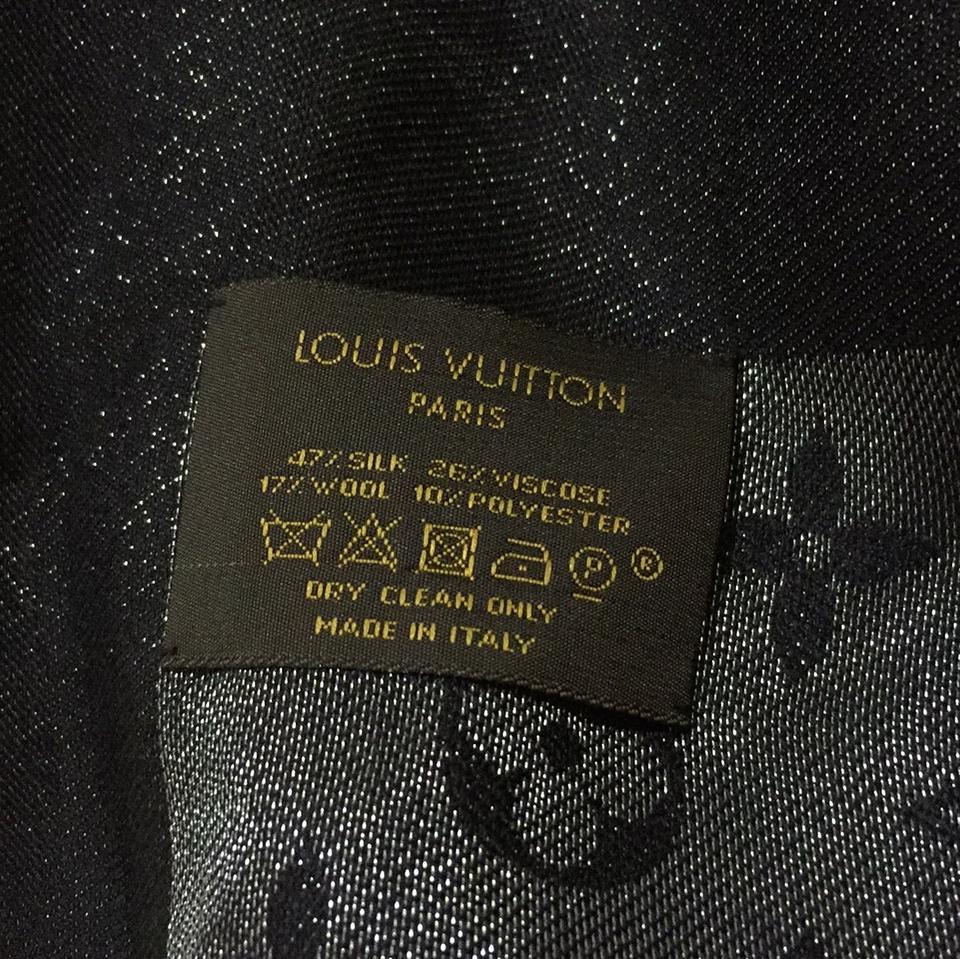 LOUIS VUITTON
PARIS
47% SILK 26% VISCOSE
17% WOOL 10% POLYESTER
P ®
DRY CLEAN ONLY
MADE IN ITALY